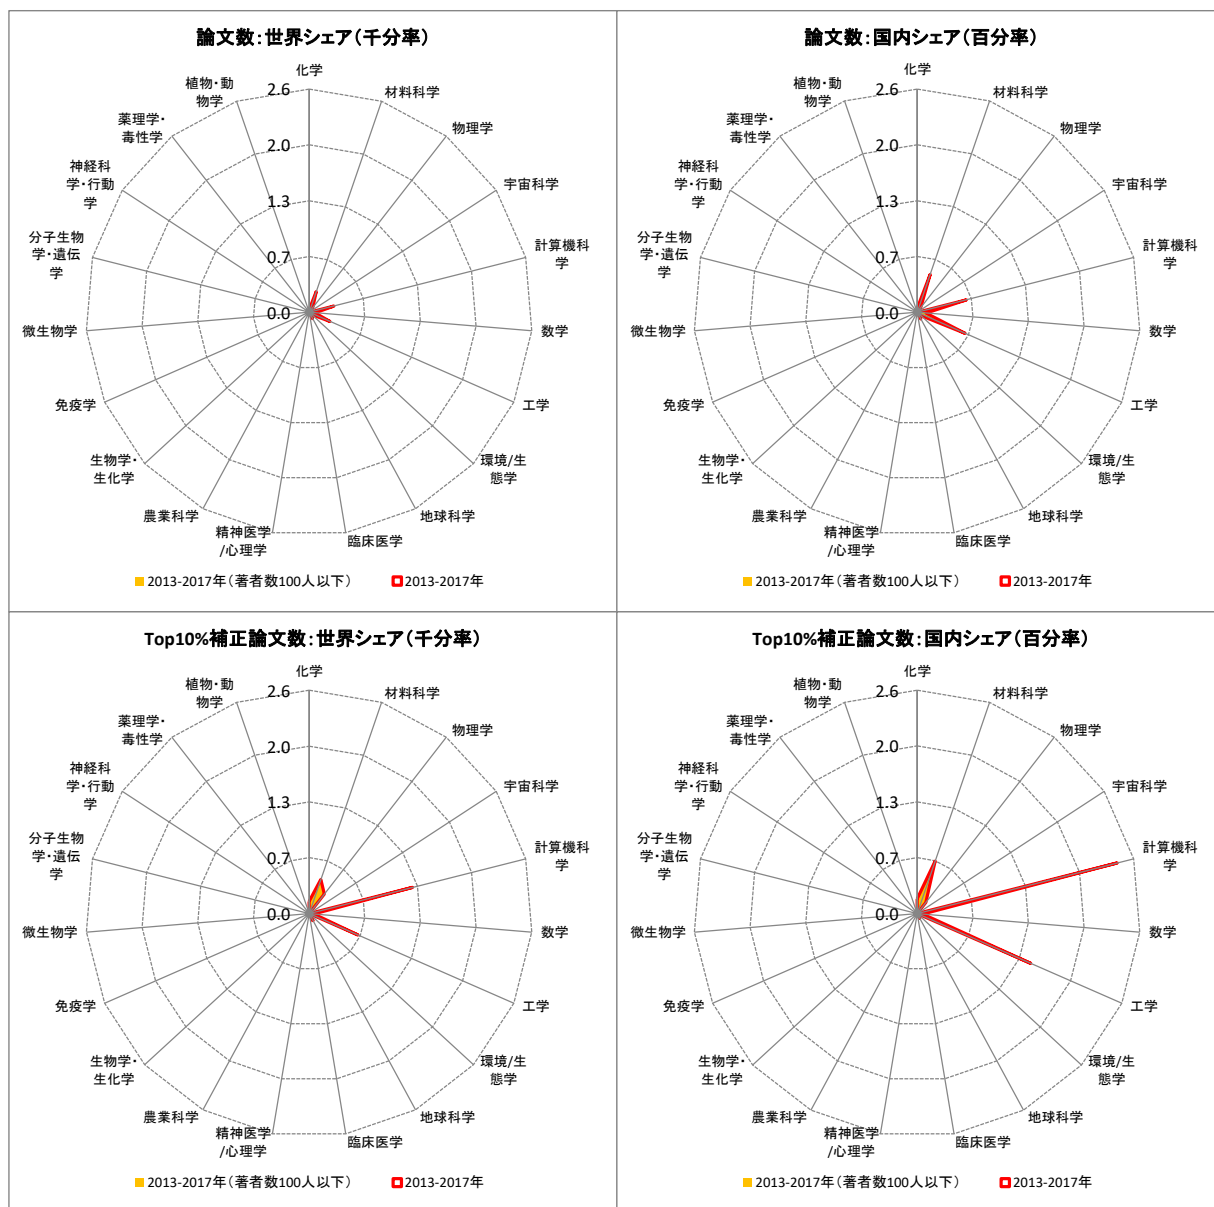 論文数：世界シェア（千分率）
化学
材料科学
物理学
宇宙科学
計算機科
学
数学
工学
環境/生
態学
地球科学
臨床医学
精神医学
/心理学
農業科学
生物学・
生化学
免疫学
微生物学
分子生物
学・遺伝
学
神経科
学・行動
学
薬理学・
毒性学
植物・動
物学
2.6
2.0
1.3
0.7
0.0
2013-2017年（著者数100人以下）
2013-2017年
論文数：国内シェア（百分率）
化学
材料科学
物理学
宇宙科学
計算機科
学
数学
工学
環境/生
態学
地球科学
臨床医学
精神医学
/心理学
農業科学
生物学・
生化学
免疫学
微生物学
分子生物
学・遺伝
学
神経科
学・行動
学
薬理学・
毒性学
植物・動
物学
2.6
2.0
1.3
0.7
0.0
2013-2017年（著者数100人以下）
2013-2017年
Top10%補正論文数：世界シェア（千分率）
化学
材料科学
物理学
宇宙科学
計算機科
学
数学
工学
環境/生
態学
地球科学
臨床医学
精神医学
/心理学
農業科学
生物学・
生化学
免疫学
微生物学
分子生物
学・遺伝
学
神経科
学・行動
学
薬理学・
毒性学
植物・動
物学
2.6
2.0
1.3
0.7
0.0
2013-2017年（著者数100人以下）
2013-2017年
Top10%補正論文数：国内シェア（百分率）
化学
材料科学
物理学
宇宙科学
計算機科
学
数学
工学
環境/生
態学
地球科学
臨床医学
精神医学
/心理学
農業科学
生物学・
生化学
免疫学
微生物学
分子生物
学・遺伝
学
神経科
学・行動
学
薬理学・
毒性学
植物・動
物学
2.6
2.0
1.3
0.7
0.0
2013-2017年（著者数100人以下）
2013-2017年